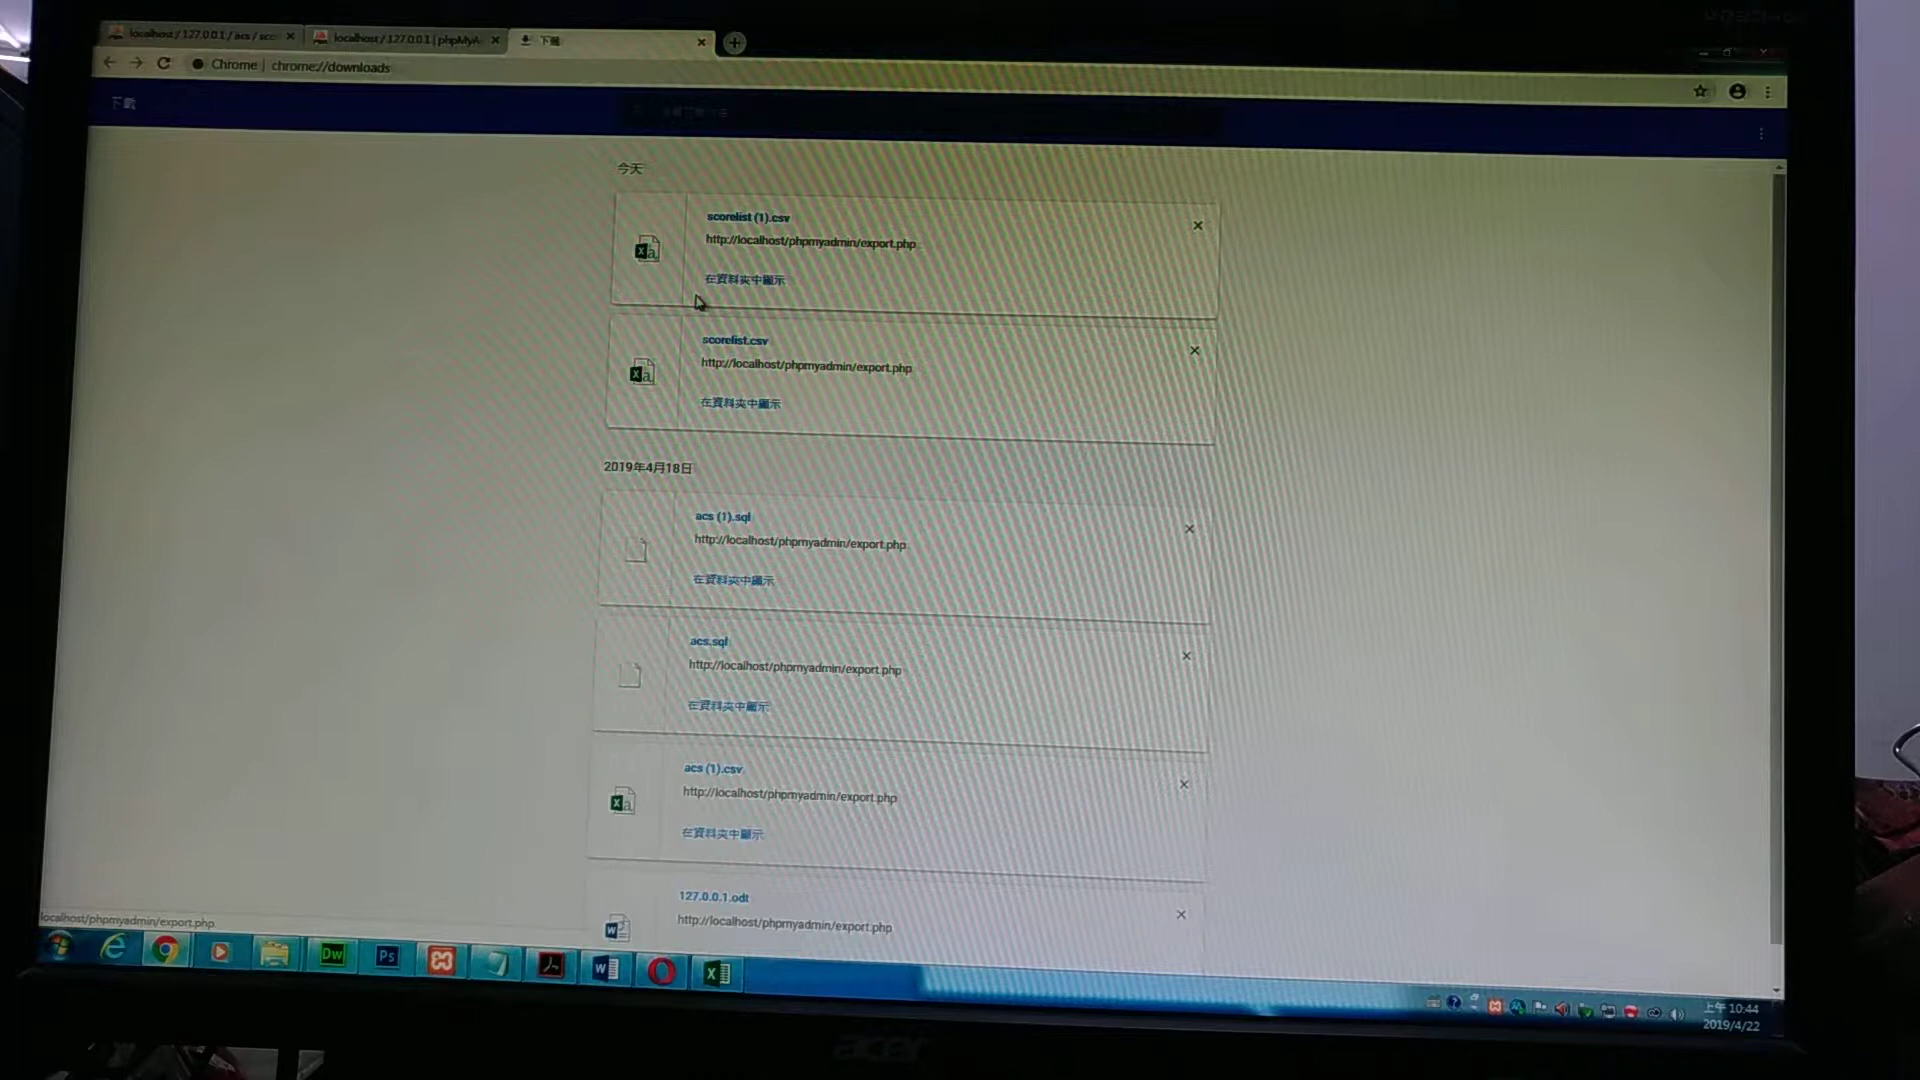 localhost / 127.0.0.1 / acs / sco
localhost / 127.0.0.1 | phpMyA
下載
Chrome | chrome://downloads
下載
今天
scorelist (1).csv
http://localhost/phpmyadmin/export.php
在資料夾中顯示
scorelist.csv
http://localhost/phpmyadmin/export.php
在資料夾中顯示
2019年4月18日
acs (1).sql
http://localhost/phpmyadmin/export.php
在資料夾中顯示
acs.sql
http://localhost/phpmyadmin/export.php
在資料夾中顯示
acs (1).csv
http://localhost/phpmyadmin/export.php
在資料夾中顯示
127.0.0.1.odt
http://localhost/phpmyadmin/export.php
localhost/phpmyadmin/export.php
Dw
Ps
上午 10:44
2019/4/22
acer